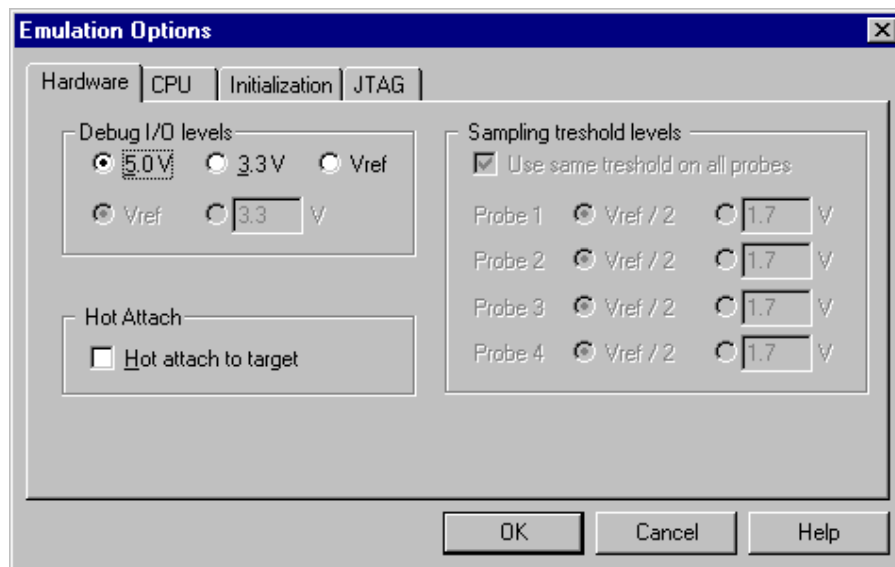 Emulation Options
Hardware CPU Initialization JTAG
Debug I/O levels
5.0 V 3.3 V Vref
Vref 3.3 V
Hot Attach
Hot attach to target
Sampling treshold levels
Use same treshold on all probes
Probe 1 Vref / 2 1.7 V
Probe 2 Vref / 2 1.7 V
Probe 3 Vref / 2 1.7 V
Probe 4 Vref / 2 1.7 V
OK Cancel Help